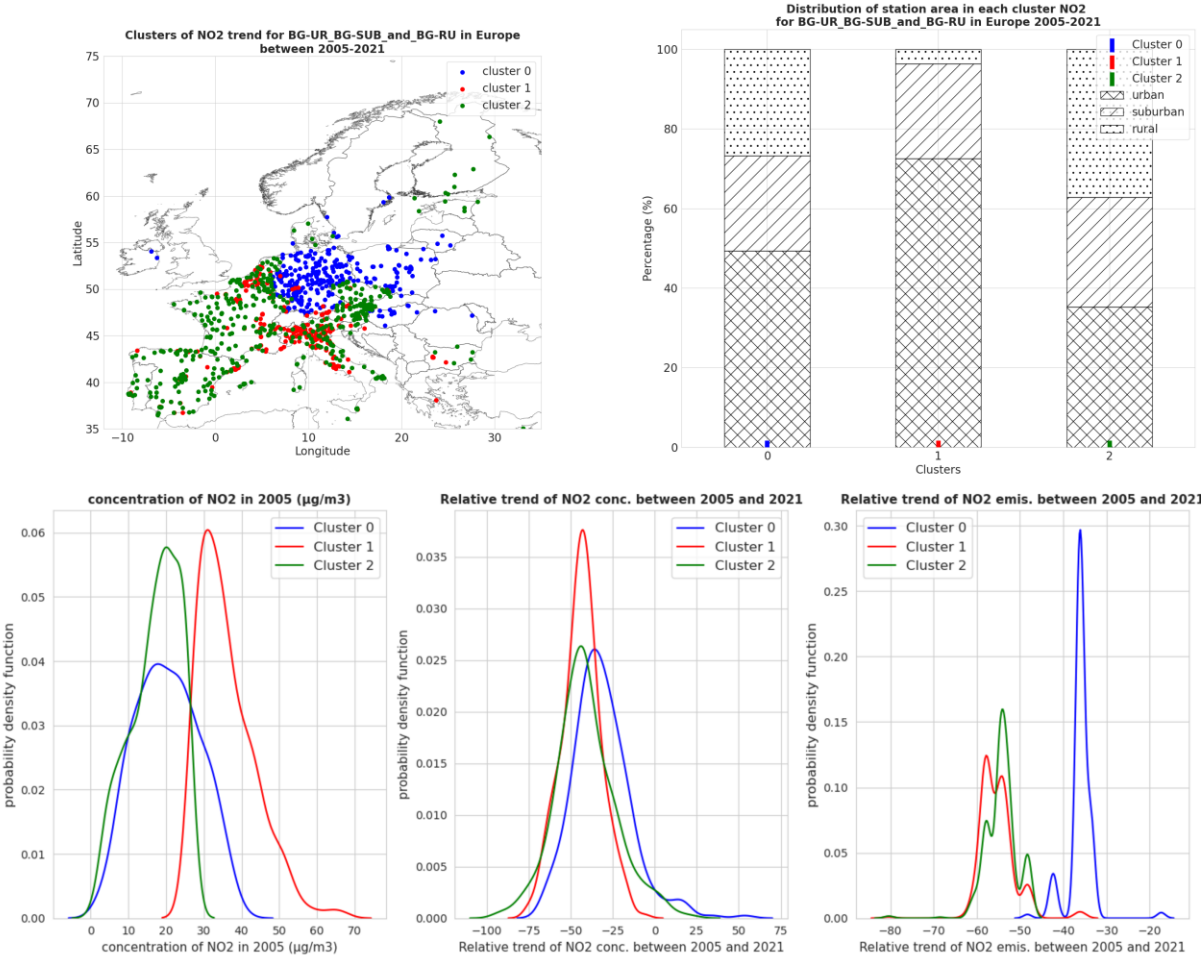 Clusters of NO2 trend for BG-UR_BG-SUB_and_BG-RU in Europe
between 2005-2021
75
70
65
60
55
50
45
40
35
Latitude
−10
0
10
20
30
Longitude
cluster 0
cluster 1
cluster 2
Distribution of station area in each cluster NO2
for BG-UR_BG-SUB_and_BG-RU in Europe 2005-2021
100
80
60
40
20
0
Percentage (%)
0
1
2
Clusters
Cluster 0
Cluster 1
Cluster 2
urban
suburban
rural
concentration of NO2 in 2005 (μg/m3)
0.06
0.05
0.04
0.03
0.02
0.01
0.00
probability density function
0
10
20
30
40
50
60
70
concentration of NO2 in 2005 (μg/m3)
Cluster 0
Cluster 1
Cluster 2
Relative trend of NO2 conc. between 2005 and 2021
0.035
0.030
0.025
0.020
0.015
0.010
0.005
0.000
probability density function
−100
−75
−50
−25
0
25
50
75
Relative trend of NO2 conc. between 2005 and 2021
Cluster 0
Cluster 1
Cluster 2
Relative trend of NO2 emis. between 2005 and 2021
0.30
0.25
0.20
0.15
0.10
0.05
0.00
probability density function
−80
−70
−60
−50
−40
−30
−20
Relative trend of NO2 emis. between 2005 and 2021
Cluster 0
Cluster 1
Cluster 2